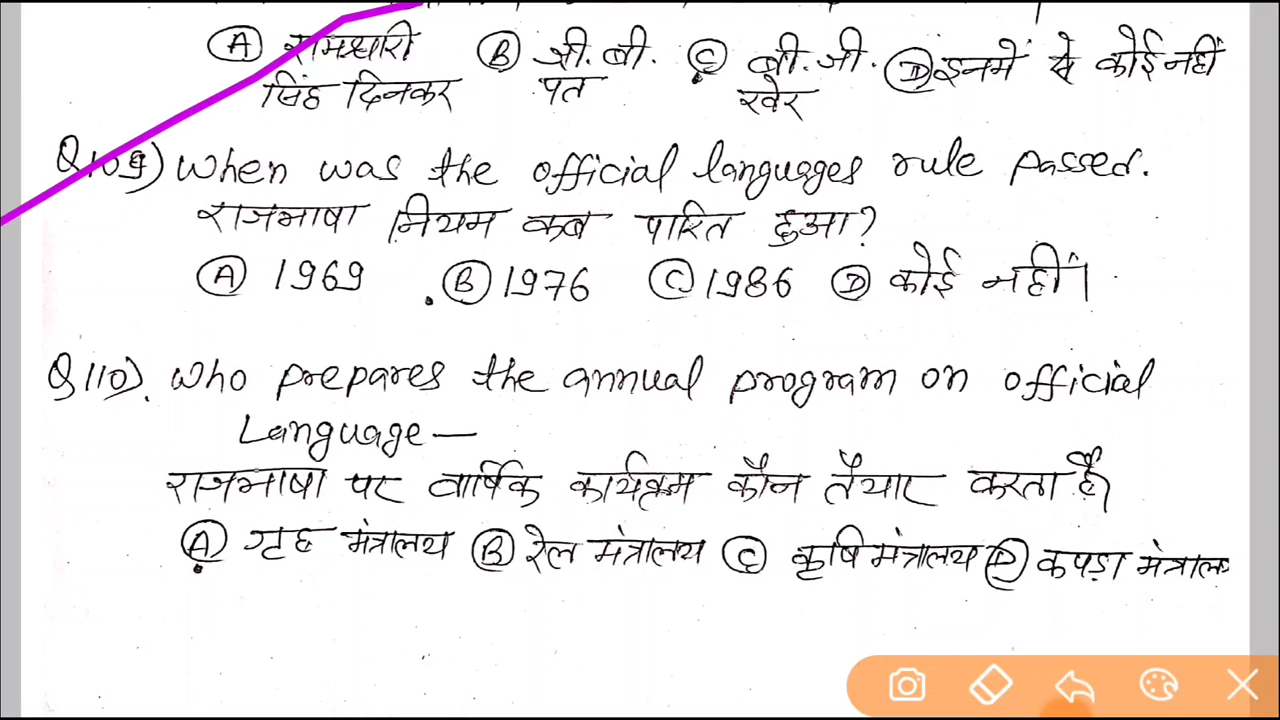 (A) रामधारी (B) जी. बी. (C) बी. जी. (D) इनमें से कोई नहीं
सिंह दिनकर पत खेर
Q109) When was the official languages rule passed.
राजभाषा नियम कब पारित हुआ?
(A) 1969 (B) 1976 (C) 1986 (D) कोई नहीं।
Q110). Who prepares the annual program on official
Language —
राजभाषा पर वार्षिक कार्यक्रम कौन तैयार करता है।
(A) गृह मंत्रालय (B) रेल मंत्रालय (C) कृषि मंत्रालय (D) कपड़ा मंत्रालय